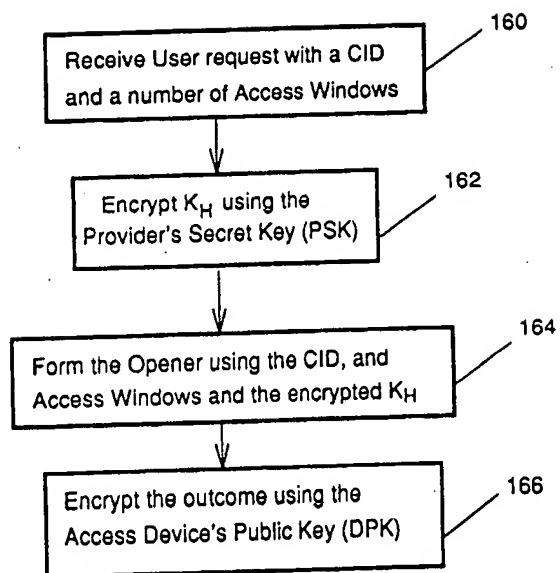 160
Receive User request with a CID
and a number of Access Windows
162
Encrypt K_H using the
Provider's Secret Key (PSK)
164
Form the Opener using the CID, and
Access Windows and the encrypted K_H
166
Encrypt the outcome using the
Access Device's Public Key (DPK)